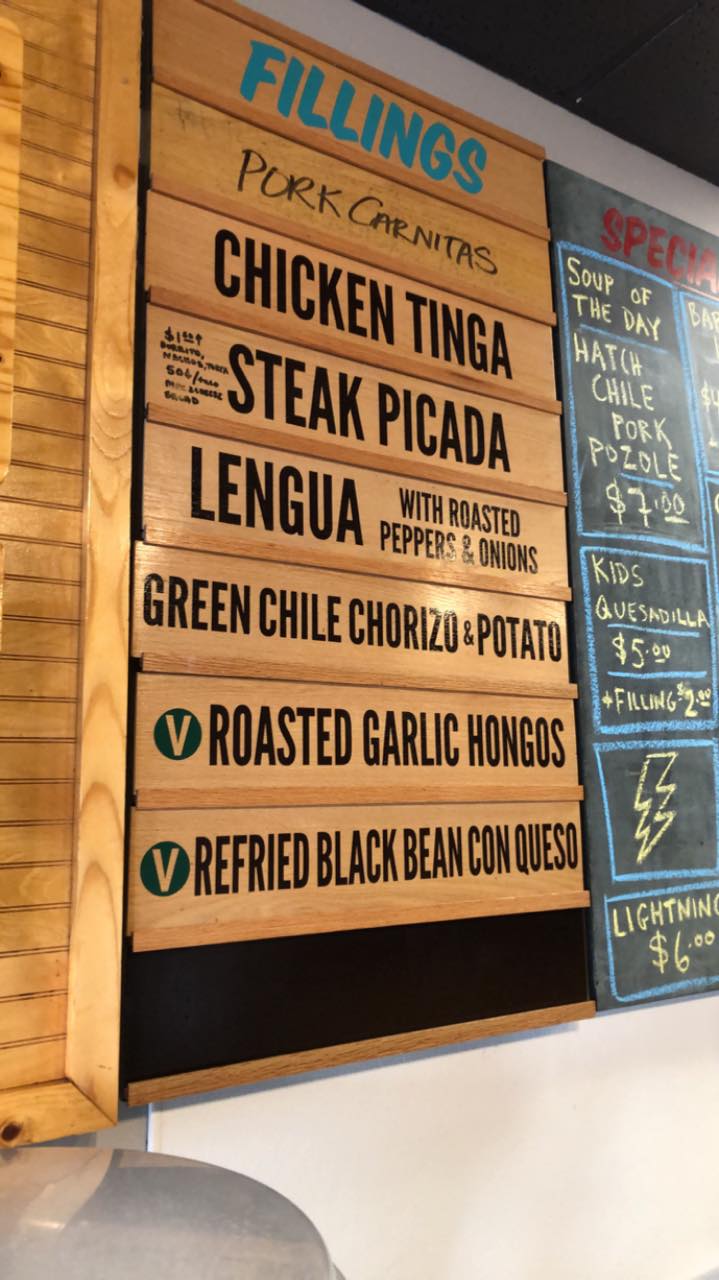 FILLINGS
PORK CARNITAS
CHICKEN TINGA
STEAK PICADA
LENGUA WITH ROASTED
PEPPERS & ONIONS
GREEN CHILE CHORIZO & POTATO
V ROASTED GARLIC HONGOS
V REFRIED BLACK BEAN CON QUESO
SOUP OF
THE DAY
HATCH
CHILE
PORK
POZOLE
$7.00
KIDS
QUESADILLA
$5.00
+FILLING $2.00
LIGHTNING
$6.00